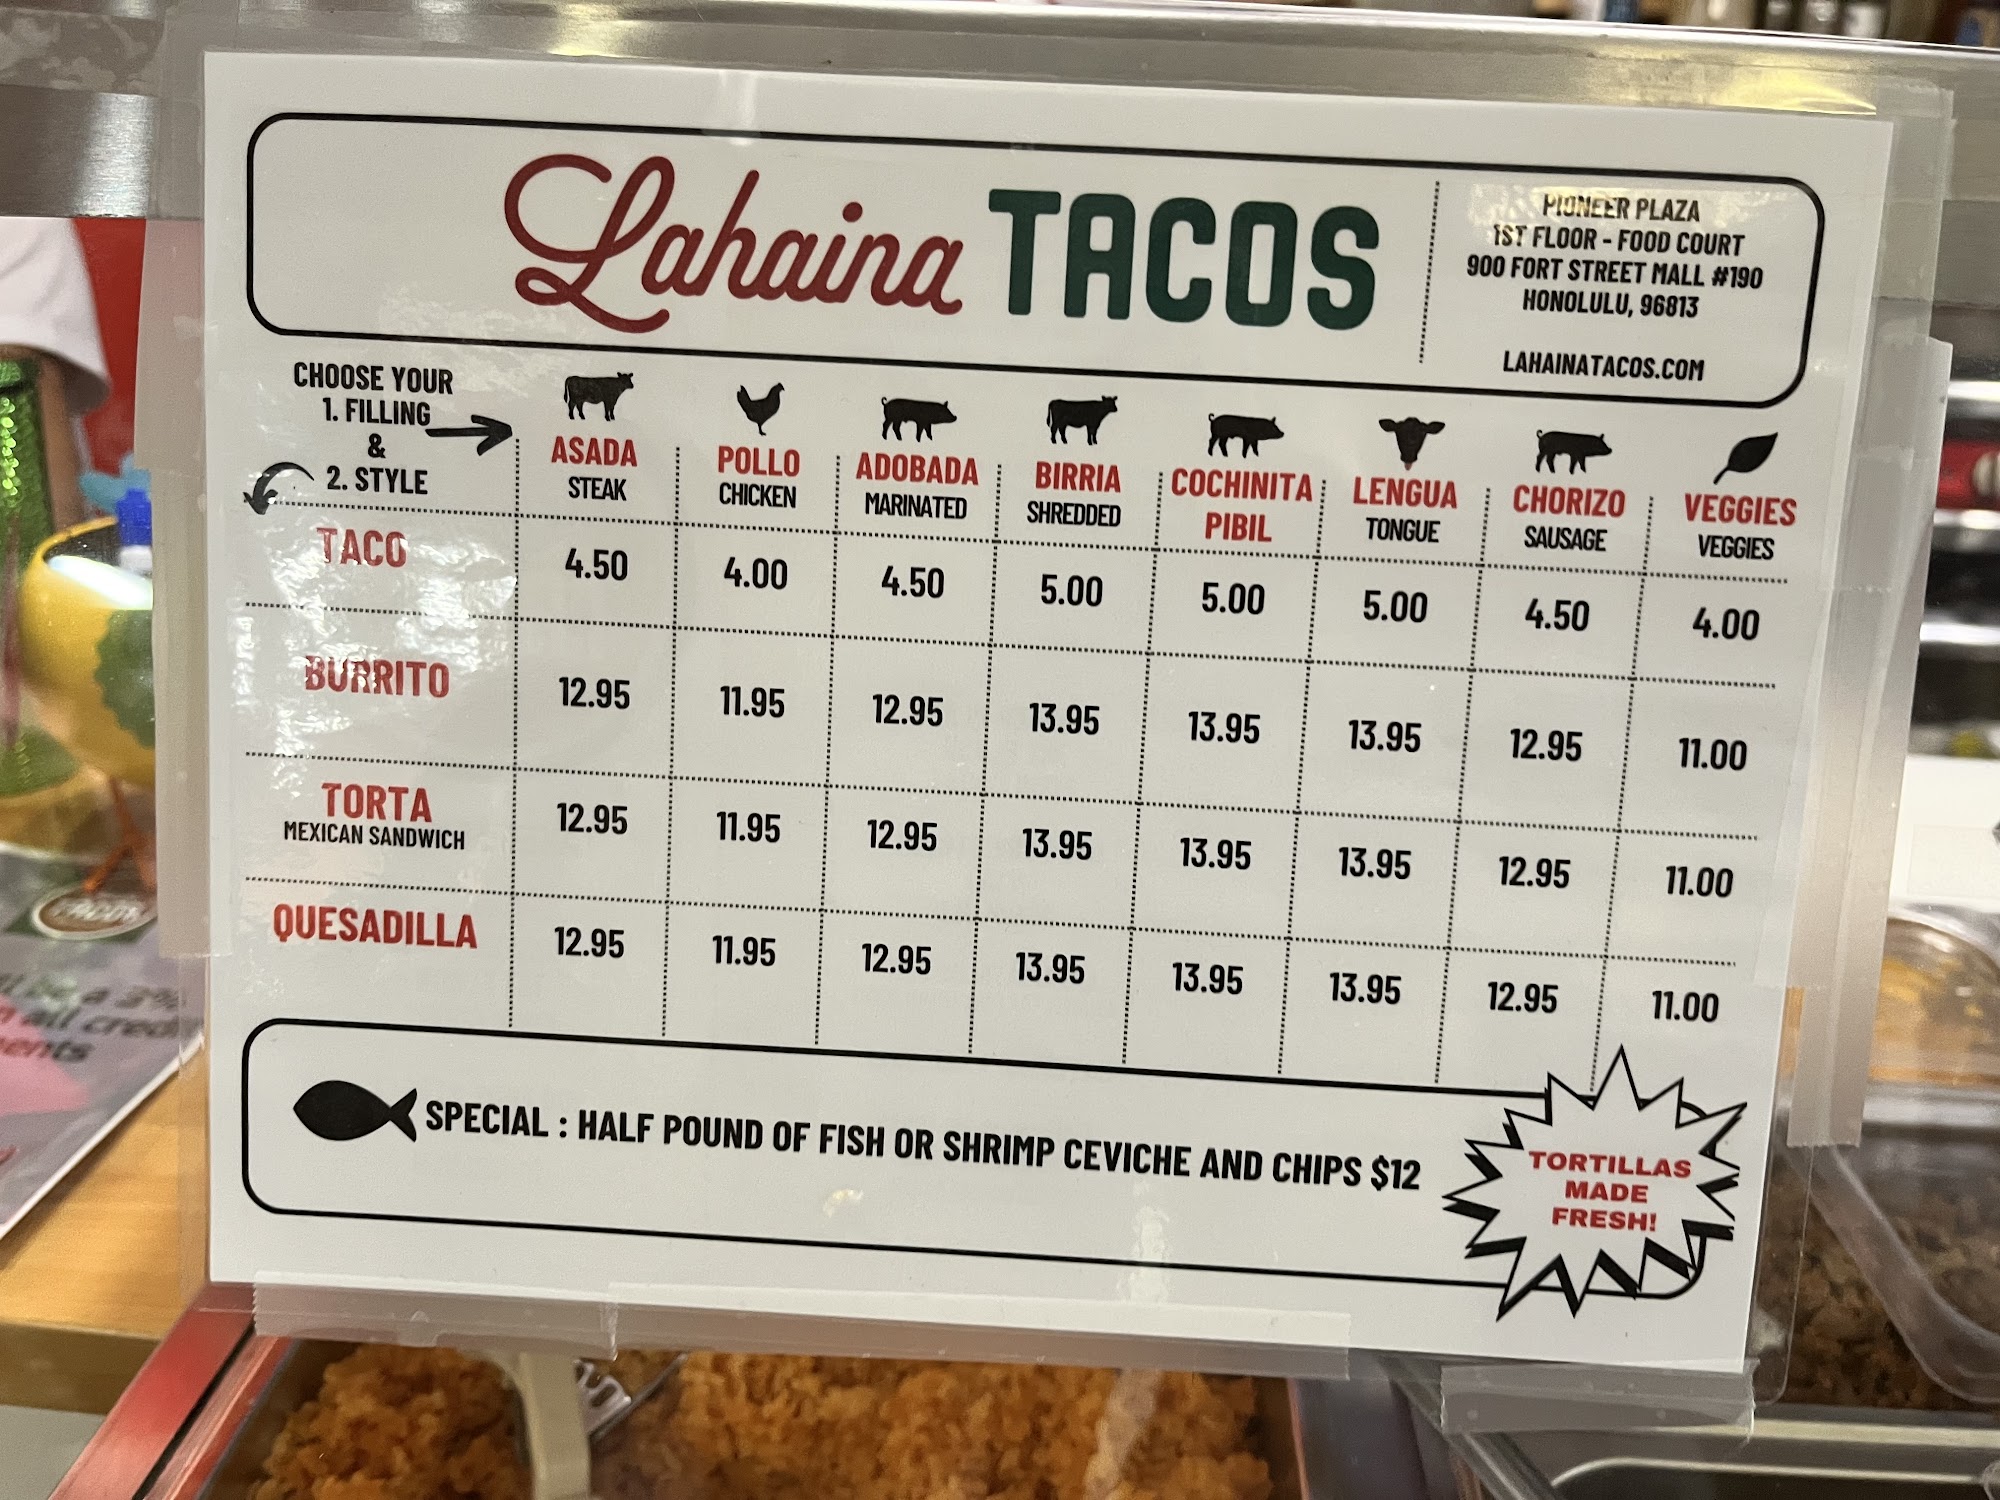 Lahaina TACOS
PIONEER PLAZA
1ST FLOOR - FOOD COURT
900 FORT STREET MALL #190
HONOLULU, 96813
LAHAINATACOS.COM
CHOOSE YOUR
1. FILLING
&
2. STYLE
ASADA POLLO ADOBADA BIRRIA COCHINITA PIBIL LENGUA CHORIZO VEGGIES
STEAK CHICKEN MARINATED SHREDDED TONGUE SAUSAGE VEGGIES
TACO 4.50 4.00 4.50 5.00 5.00 5.00 4.50 4.00
BURRITO 12.95 11.95 12.95 13.95 13.95 13.95 12.95 11.00
TORTA 12.95 11.95 12.95 13.95 13.95 13.95 12.95 11.00
MEXICAN SANDWICH
QUESADILLA 12.95 11.95 12.95 13.95 13.95 13.95 12.95 11.00
SPECIAL : HALF POUND OF FISH OR SHRIMP CEVICHE AND CHIPS $12
TORTILLAS
MADE
FRESH!
TACOS
a 3%
all